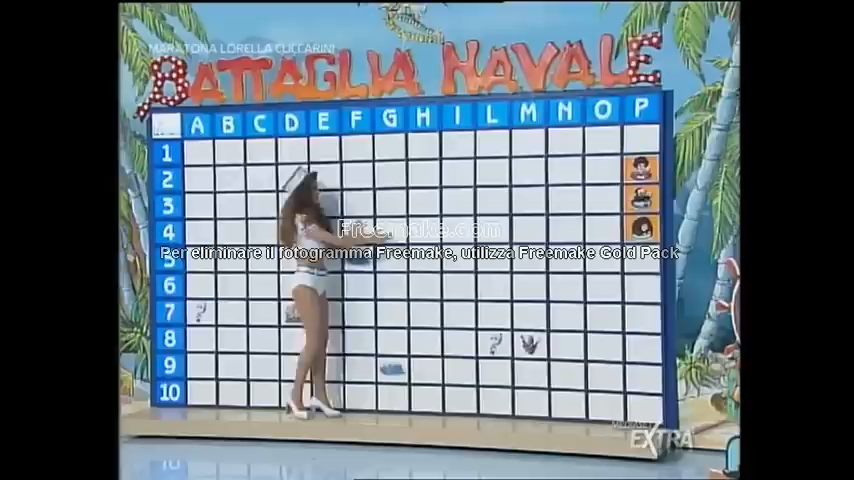 MARATONA LORELLA CUCCARINI
BATTAGLIA NAVALE
A B C D E F G H I L M N O P
1
2
3
4
5
6
7
8
9
10
Freemake.com
Per eliminare il fotogramma Freemake, utilizza Freemake Gold Pack
MEDIASET
EXTRA